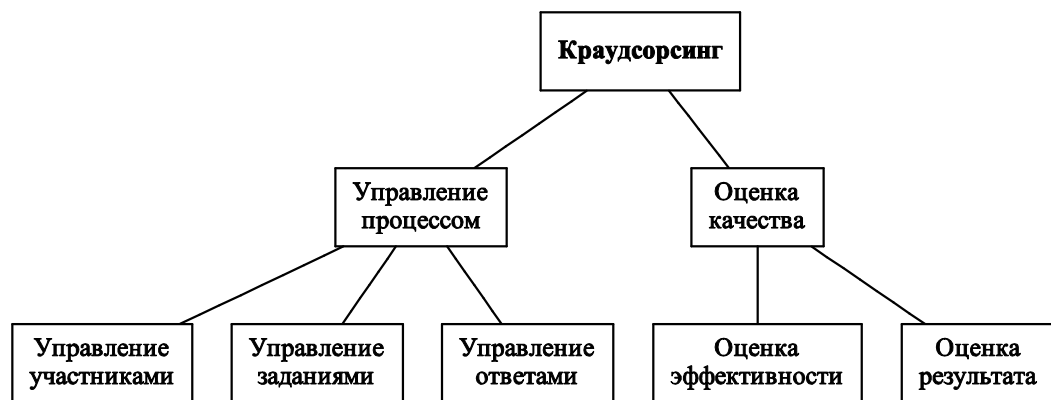 Краудсорсинг
Управление
процессом
Оценка
качества
Управление
участниками
Управление
заданиями
Управление
ответами
Оценка
эффективности
Оценка
результата